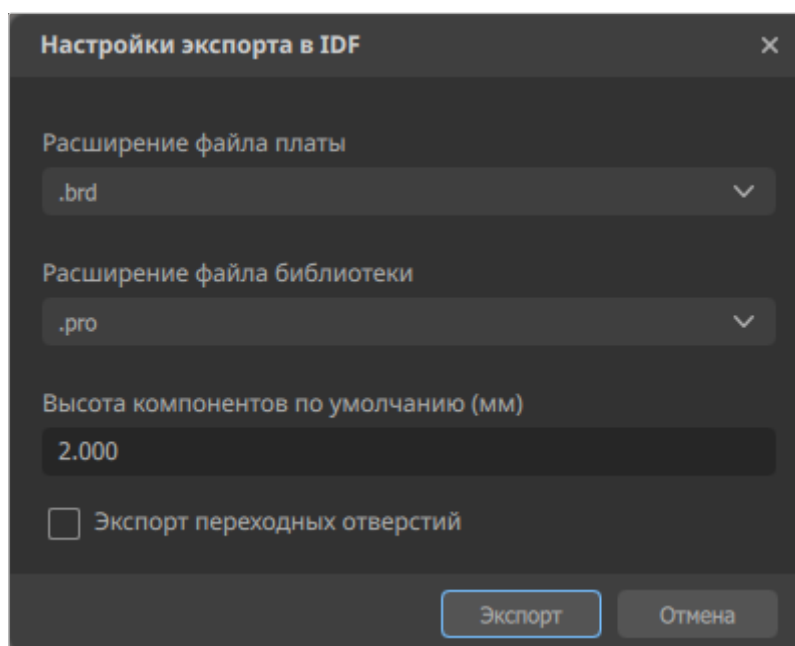 Настройки экспорта в IDF
Расширение файла платы
.brd
Расширение файла библиотеки
.pro
Высота компонентов по умолчанию (мм)
2.000
Экспорт переходных отверстий
Экспорт Отмена